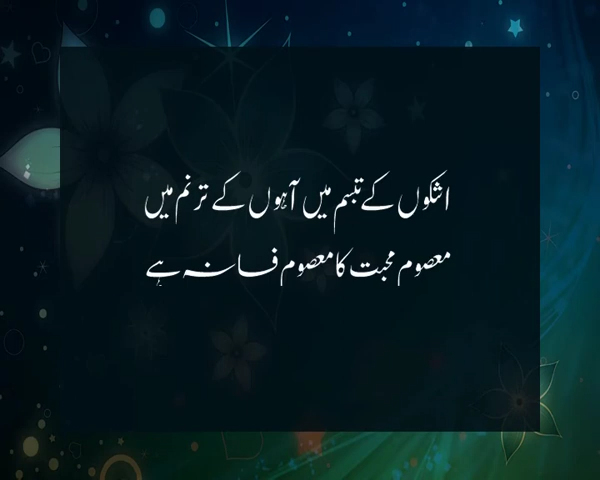 اشکوں کے تبسم میں آہوں کے ترنم میں
معصوم محبت کا معصوم فسانہ ہے